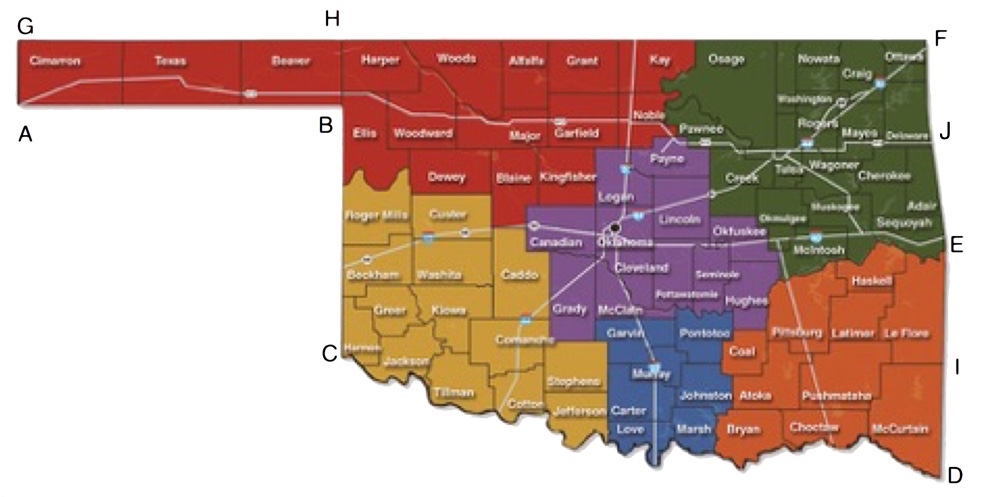 G
H
F
Cimarron Texas Beaver Harper Woods Alfalfa Grant Kay Osage Nowata Ottawa
Craig
Washington
A
B
Ellis Woodward Major Garfield Noble Pawnee Rogers Mayes Delaware
J
Dewey Blaine Kingfisher Payne Creek Tulsa Wagoner Cherokee
Logan
Roger Mills Custer Lincoln Okmulgee Muskogee Adair
Sequoyah
Canadian Oklahoma Okfuskee McIntosh
E
Beckham Washita Caddo Cleveland Seminole Haskell
Pottawatomie
Greer Kiowa Grady McClain Hughes
Comanche Garvin Pontotoc Pittsburg Latimer Le Flore
C
Harmon
Jackson Coal
I
Tillman Stephens Murray
Cotton Jefferson Carter Johnston Atoka Pushmataha
Love Marsh Bryan Choctaw McCurtain
D